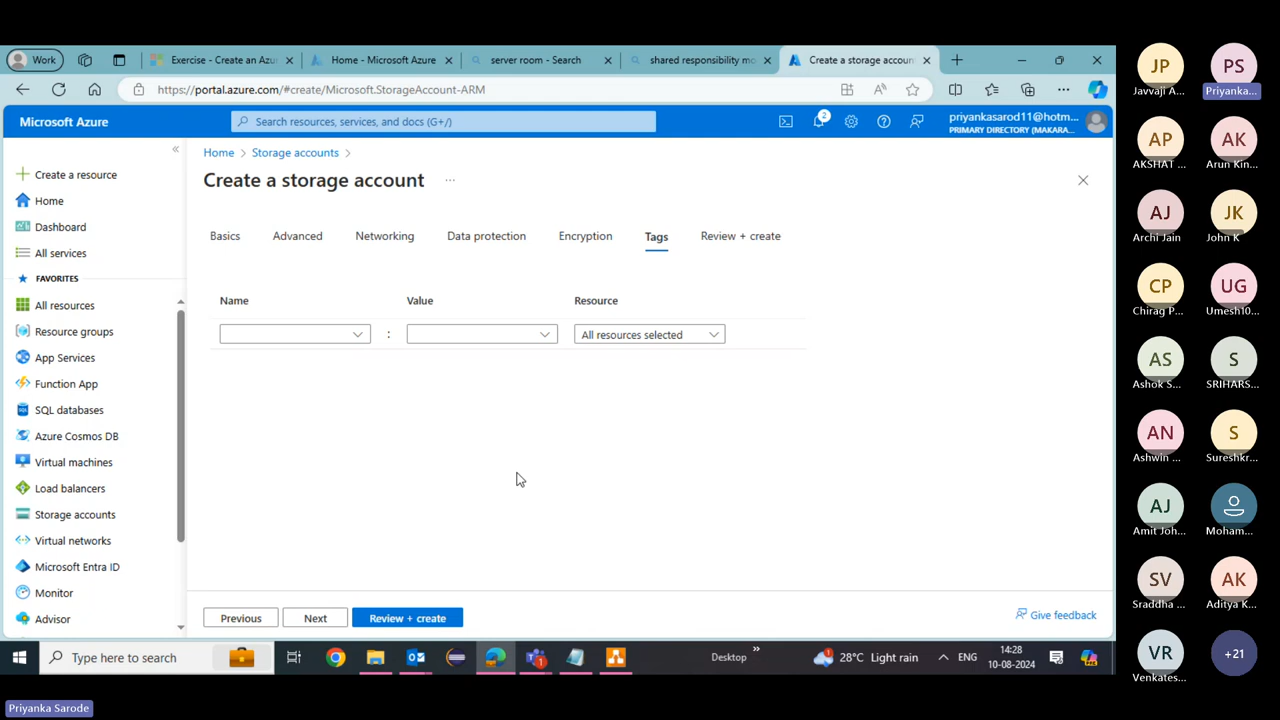 Work
Exercise - Create an Azur
Home - Microsoft Azure
server room - Search
shared responsibility mo
Create a storage accoun
https://portal.azure.com/#create/Microsoft.StorageAccount-ARM
Microsoft Azure
Search resources, services, and docs (G+/)
2
priyankasarod11@hotm...
PRIMARY DIRECTORY (MAKARA...
Create a resource
Home
Dashboard
All services
FAVORITES
All resources
Resource groups
App Services
Function App
SQL databases
Azure Cosmos DB
Virtual machines
Load balancers
Storage accounts
Virtual networks
Microsoft Entra ID
Monitor
Advisor
Home > Storage accounts >
Create a storage account ...
Basics
Advanced
Networking
Data protection
Encryption
Tags
Review + create
Name
Value
Resource
:
All resources selected
Previous
Next
Review + create
Give feedback
Type here to search
1
Desktop
1
28°C Light rain
ENG
14:28
10-08-2024
JP
Javvaji A...
PS
Priyanka...
AP
AKSHAT ...
AK
Arun Kin...
AJ
Archi Jain
JK
John K
CP
Chirag P...
UG
Umesh10...
AS
Ashok S...
S
SRIHARS...
AN
Ashwin ...
S
Sureshkr...
AJ
Amit Joh...
Moham...
SV
Sraddha ...
AK
Aditya K...
VR
Venkates...
+21
Priyanka Sarode